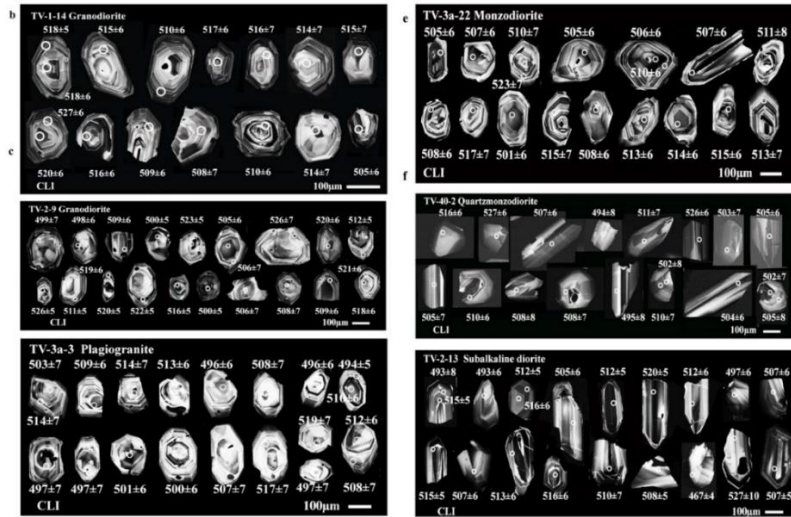 b
TV-1-14 Granodiorite
518±5 515±6 510±6 517±6 516±7 514±7 515±7
518±6
527±6
520±6 516±6 509±6 508±7 510±6 514±7 505±6
CLI 100μm
c
TV-2-9 Granodiorite
499±7 498±6 509±6 500±5 523±5 505±6 526±7 520±6 512±5
519±6 506±7 521±6
526±5 511±5 520±5 522±5 516±5 500±5 506±7 508±7 509±6 518±6
CLI 100μm
TV-3a-3 Plagiogranite
503±7 509±6 514±7 513±6 496±6 508±7 496±6 494±5
510±6
514±7 519±7 512±6
497±7 497±7 501±6 500±6 507±7 517±7 497±7 508±7
CLI 100μm
e
TV-3a-22 Monzodiorite
505±6 507±6 510±7 505±6 506±6 507±6 511±8
510±6
523±7
508±6 517±7 501±6 515±7 508±6 513±6 514±6 515±6 513±7
CLI 100μm
f
TV-40-2 Quartzmonzodiorite
516±6 527±6 507±6 494±8 511±7 526±6 503±7 505±6
502±8 502±7
505±7 510±6 508±8 508±7 495±8 510±7 504±6 505±8
CLI 100μm
TV-2-13 Subalkaline diorite
493±8 493±6 512±5 505±6 512±5 520±5 512±6 497±6 507±6
515±5 516±6
515±5 507±6 513±6 516±6 510±7 508±5 467±4 527±10 507±5
CLI 100μm